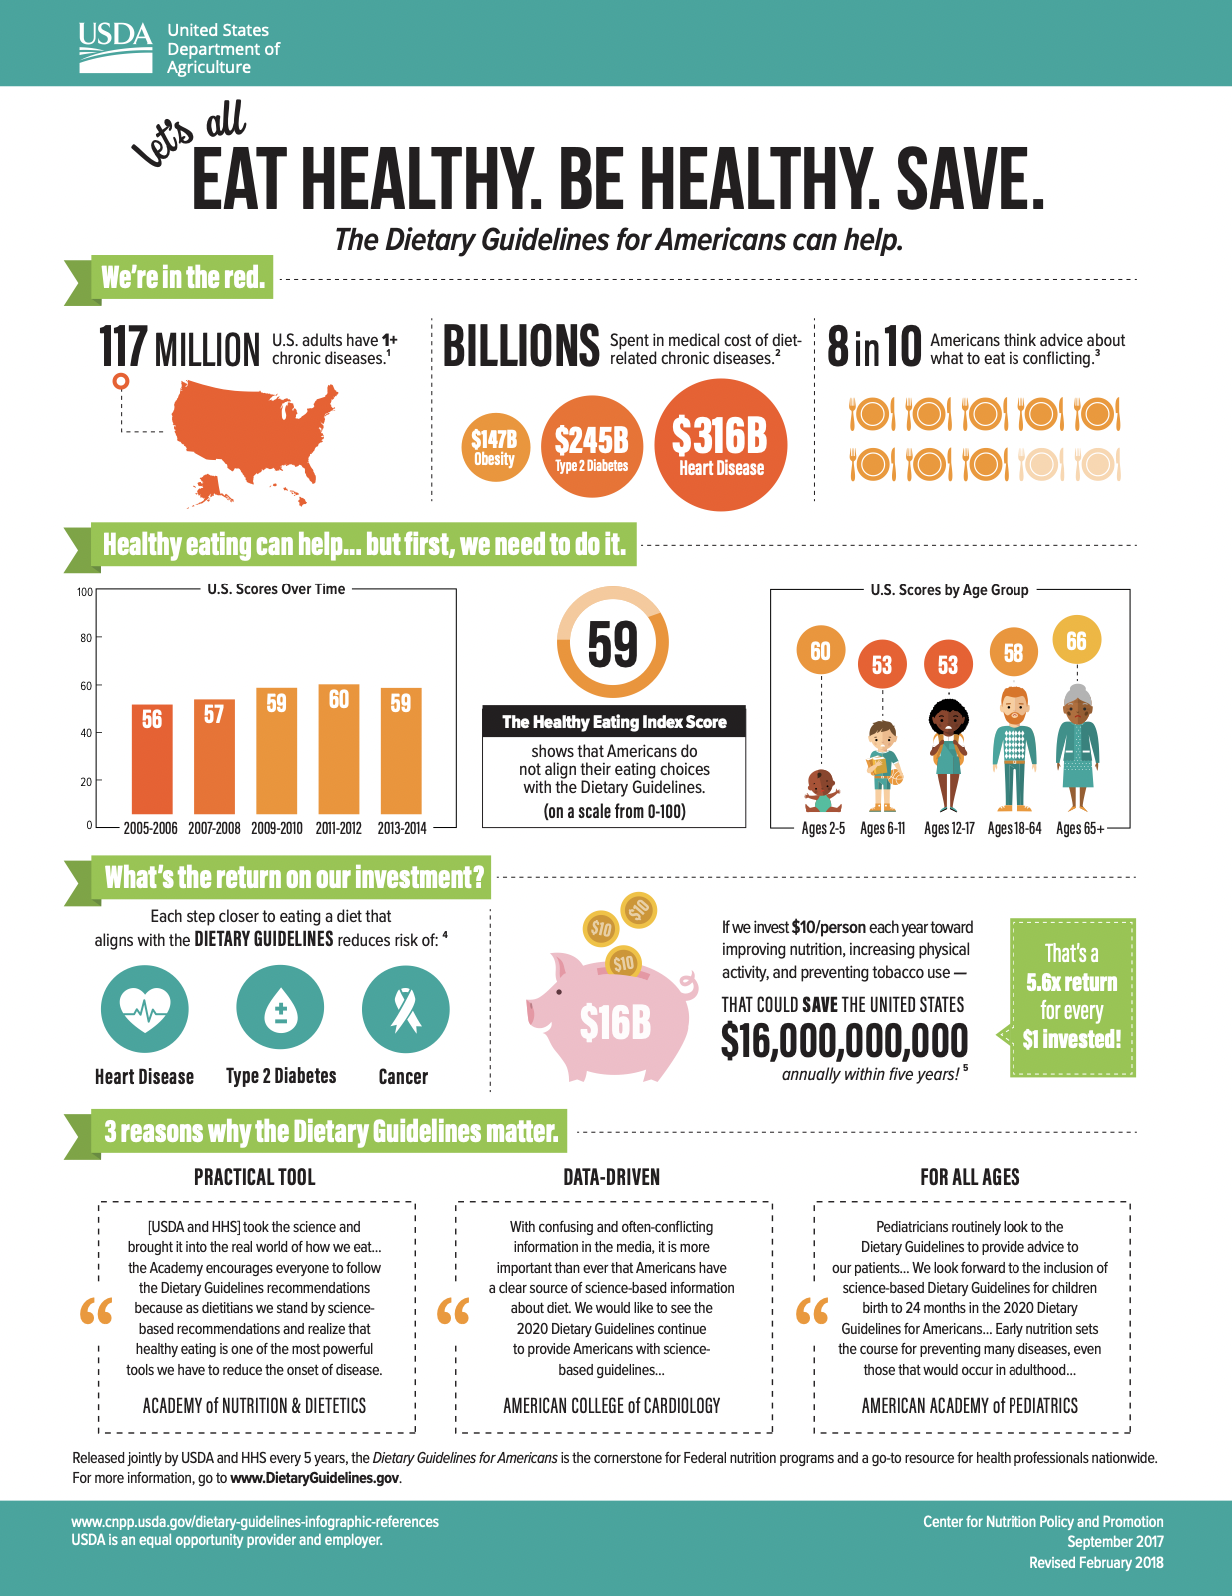 USDA
United States
Department of
Agriculture
let's all
EAT HEALTHY. BE HEALTHY. SAVE.
The Dietary Guidelines for Americans can help.
We're in the red.
117 MILLION
U.S. adults have 1+
chronic diseases.1
BILLIONS
Spent in medical cost of diet-
related chronic diseases.2
$147B
Obesity
$245B
Type 2 Diabetes
$316B
Heart Disease
8 in 10
Americans think advice about
what to eat is conflicting.3
Healthy eating can help... but first, we need to do it.
U.S. Scores Over Time
100
80
60
40
20
0
56
57
59
60
59
2005-2006
2007-2008
2009-2010
2011-2012
2013-2014
59
The Healthy Eating Index Score
shows that Americans do
not align their eating choices
with the Dietary Guidelines.
(on a scale from 0-100)
U.S. Scores by Age Group
60
53
53
58
66
Ages 2-5
Ages 6-11
Ages 12-17
Ages 18-64
Ages 65+
What's the return on our investment?
Each step closer to eating a diet that
aligns with the DIETARY GUIDELINES reduces risk of: 4
Heart Disease
Type 2 Diabetes
Cancer
$10
$10
$10
$16B
If we invest $10/person each year toward
improving nutrition, increasing physical
activity, and preventing tobacco use —
THAT COULD SAVE THE UNITED STATES
$16,000,000,000
annually within five years! 5
That's a
5.6x return
for every
$1 invested!
3 reasons why the Dietary Guidelines matter.
PRACTICAL TOOL
“
[USDA and HHS] took the science and
brought it into the real world of how we eat...
the Academy encourages everyone to follow
the Dietary Guidelines recommendations
because as dietitians we stand by science-
based recommendations and realize that
healthy eating is one of the most powerful
tools we have to reduce the onset of disease.
ACADEMY of NUTRITION & DIETETICS
DATA-DRIVEN
“
With confusing and often-conflicting
information in the media, it is more
important than ever that Americans have
a clear source of science-based information
about diet. We would like to see the
2020 Dietary Guidelines continue
to provide Americans with science-
based guidelines...
AMERICAN COLLEGE of CARDIOLOGY
FOR ALL AGES
“
Pediatricians routinely look to the
Dietary Guidelines to provide advice to
our patients... We look forward to the inclusion of
science-based Dietary Guidelines for children
birth to 24 months in the 2020 Dietary
Guidelines for Americans... Early nutrition sets
the course for preventing many diseases, even
those that would occur in adulthood...
AMERICAN ACADEMY of PEDIATRICS
Released jointly by USDA and HHS every 5 years, the Dietary Guidelines for Americans is the cornerstone for Federal nutrition programs and a go-to resource for health professionals nationwide.
For more information, go to www.DietaryGuidelines.gov.
www.cnpp.usda.gov/dietary-guidelines-infographic-references
USDA is an equal opportunity provider and employer.
Center for Nutrition Policy and Promotion
September 2017
Revised February 2018